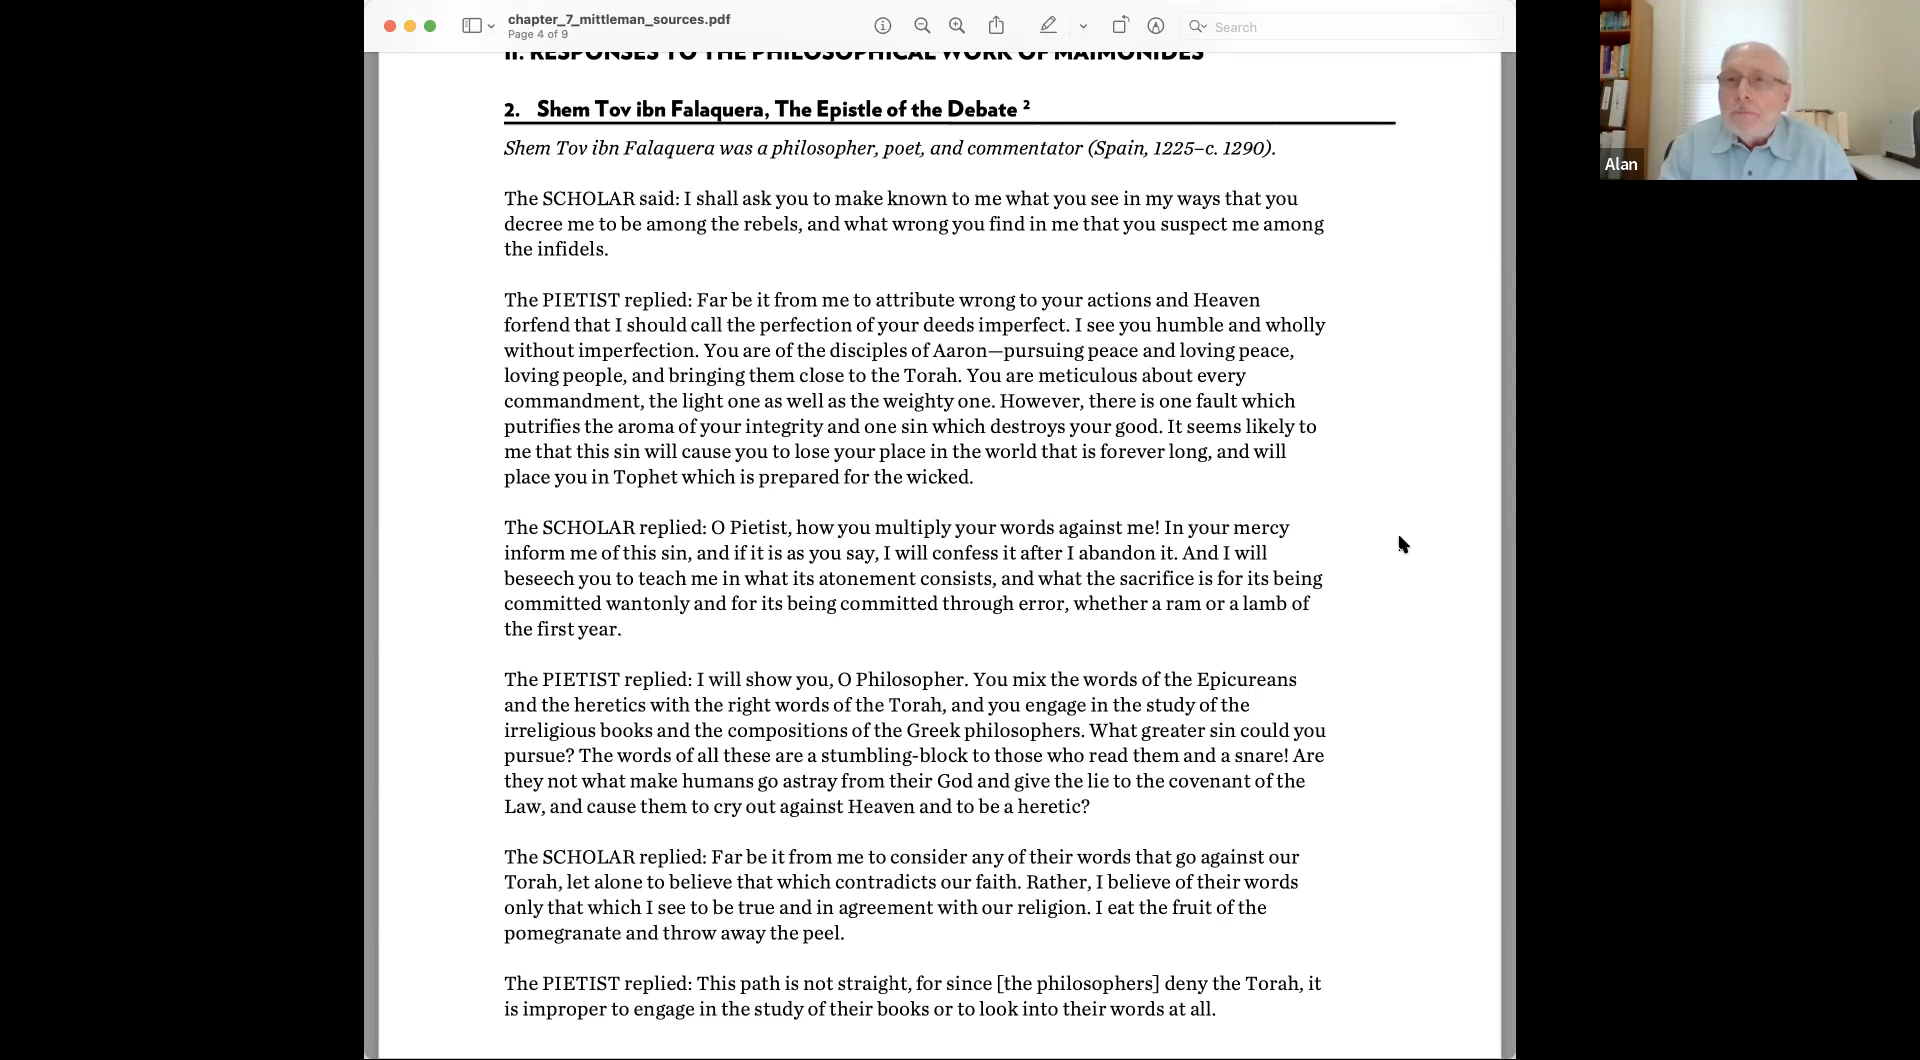 chapter_7_mittleman_sources.pdf
Page 4 of 9
Search
Alan
II. RESPONSES TO THE PHILOSOPHICAL WORK OF MAIMONIDES
2. Shem Tov ibn Falaquera, The Epistle of the Debate 2
Shem Tov ibn Falaquera was a philosopher, poet, and commentator (Spain, 1225–c. 1290).
The SCHOLAR said: I shall ask you to make known to me what you see in my ways that you
decree me to be among the rebels, and what wrong you find in me that you suspect me among
the infidels.
The PIETIST replied: Far be it from me to attribute wrong to your actions and Heaven
forfend that I should call the perfection of your deeds imperfect. I see you humble and wholly
without imperfection. You are of the disciples of Aaron—pursuing peace and loving peace,
loving people, and bringing them close to the Torah. You are meticulous about every
commandment, the light one as well as the weighty one. However, there is one fault which
putrifies the aroma of your integrity and one sin which destroys your good. It seems likely to
me that this sin will cause you to lose your place in the world that is forever long, and will
place you in Tophet which is prepared for the wicked.
The SCHOLAR replied: O Pietist, how you multiply your words against me! In your mercy
inform me of this sin, and if it is as you say, I will confess it after I abandon it. And I will
beseech you to teach me in what its atonement consists, and what the sacrifice is for its being
committed wantonly and for its being committed through error, whether a ram or a lamb of
the first year.
The PIETIST replied: I will show you, O Philosopher. You mix the words of the Epicureans
and the heretics with the right words of the Torah, and you engage in the study of the
irreligious books and the compositions of the Greek philosophers. What greater sin could you
pursue? The words of all these are a stumbling-block to those who read them and a snare! Are
they not what make humans go astray from their God and give the lie to the covenant of the
Law, and cause them to cry out against Heaven and to be a heretic?
The SCHOLAR replied: Far be it from me to consider any of their words that go against our
Torah, let alone to believe that which contradicts our faith. Rather, I believe of their words
only that which I see to be true and in agreement with our religion. I eat the fruit of the
pomegranate and throw away the peel.
The PIETIST replied: This path is not straight, for since [the philosophers] deny the Torah, it
is improper to engage in the study of their books or to look into their words at all.